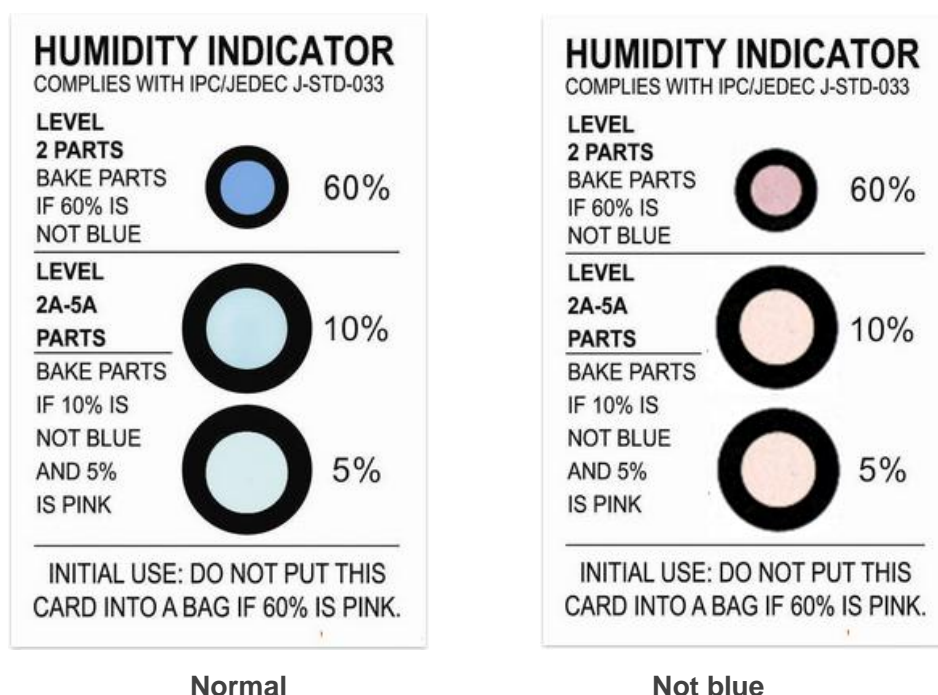 HUMIDITY INDICATOR
COMPLIES WITH IPC/JEDEC J-STD-033
LEVEL
2 PARTS
BAKE PARTS
IF 60% IS
NOT BLUE
60%
LEVEL
2A-5A
PARTS
10%
BAKE PARTS
IF 10% IS
NOT BLUE
AND 5%
IS PINK
5%
INITIAL USE: DO NOT PUT THIS
CARD INTO A BAG IF 60% IS PINK.
Normal
HUMIDITY INDICATOR
COMPLIES WITH IPC/JEDEC J-STD-033
LEVEL
2 PARTS
BAKE PARTS
IF 60% IS
NOT BLUE
60%
LEVEL
2A-5A
PARTS
10%
BAKE PARTS
IF 10% IS
NOT BLUE
AND 5%
IS PINK
5%
INITIAL USE: DO NOT PUT THIS
CARD INTO A BAG IF 60% IS PINK.
Not blue